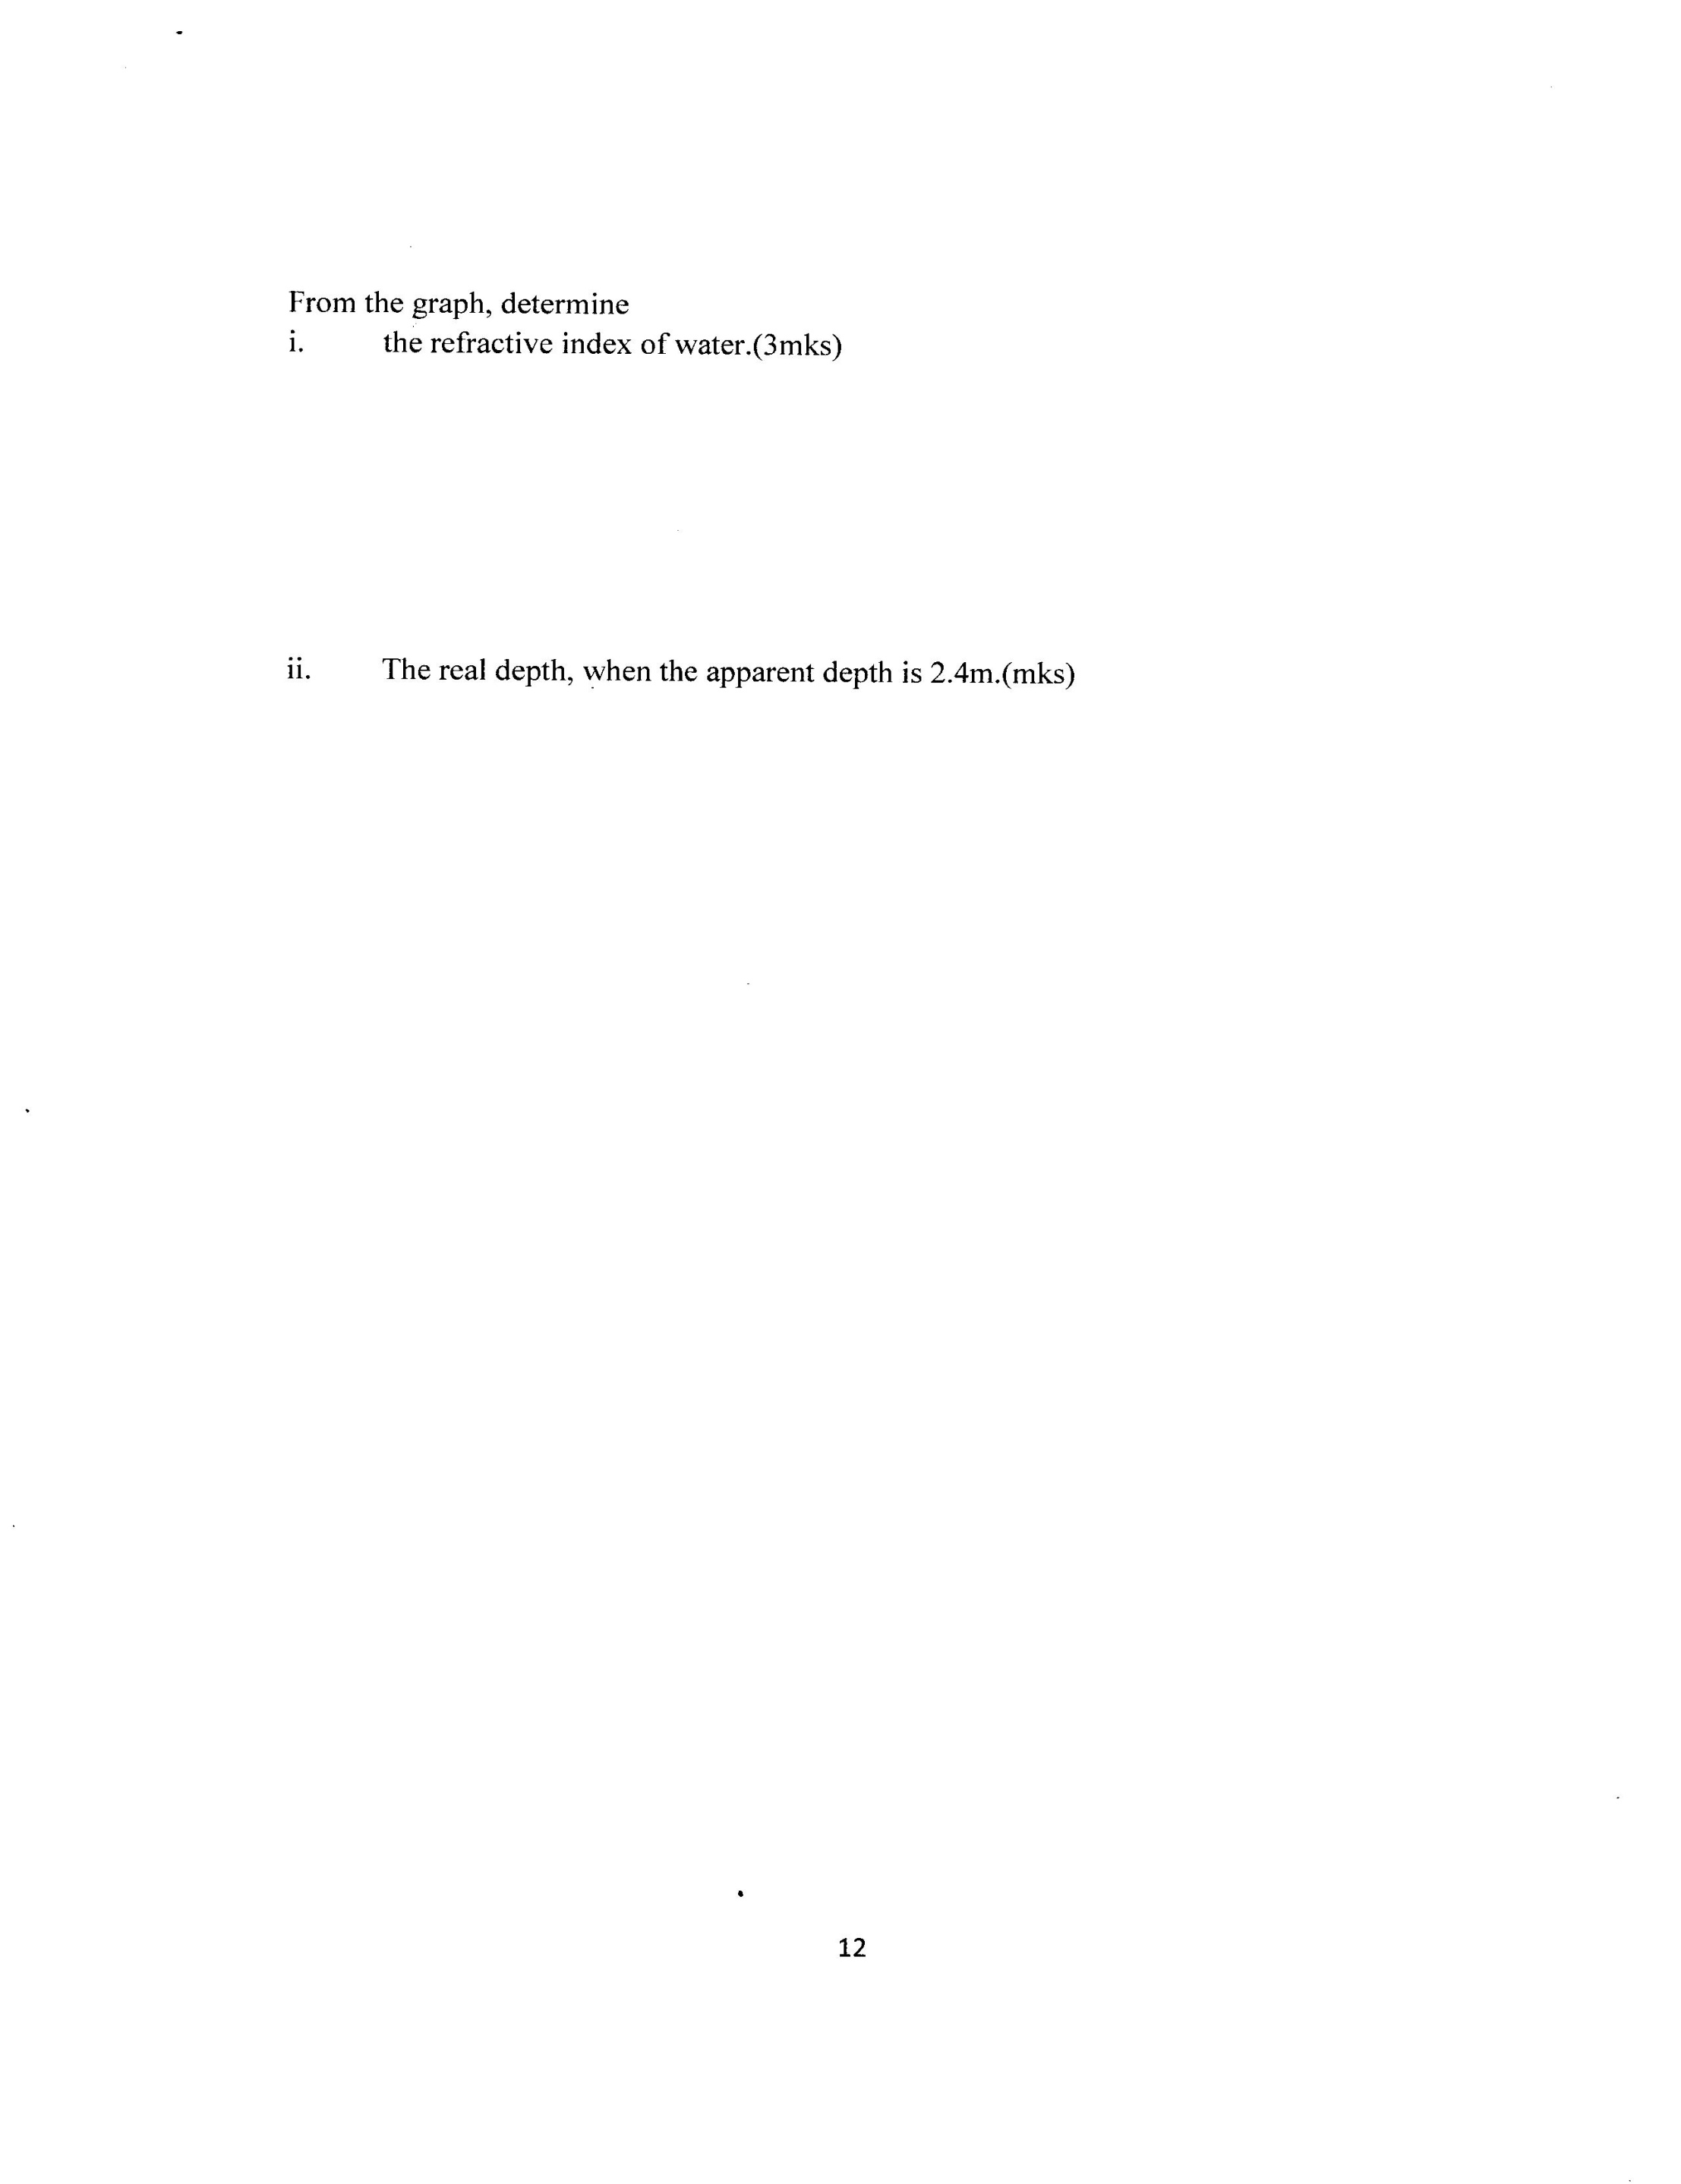 From the graph, determine
i. the refractive index of water.(3mks)
ii. The real depth, when the apparent depth is 2.4m.(mks)
12